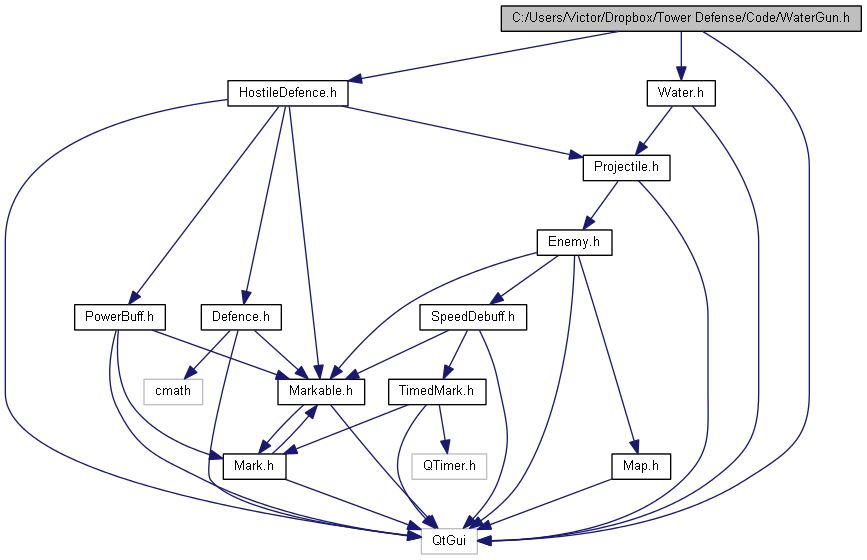 C:/Users/Victor/Dropbox/Tower Defense/Code/WaterGun.h
HostileDefence.h
Water.h
Projectile.h
Enemy.h
PowerBuff.h
Defence.h
SpeedDebuff.h
cmath
Markable.h
TimedMark.h
Mark.h
QTimer.h
Map.h
QtGui